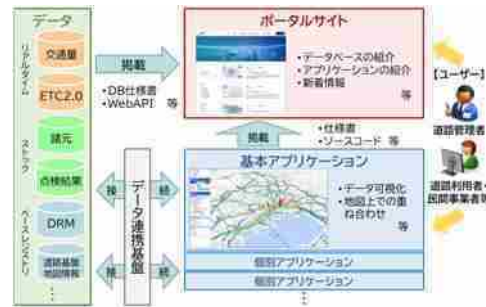 データ
リアルタイム
交通量
ETC2.0
ストック
諸元
点検結果
ベースレジストリ
DRM
道路基盤
地図情報
⋮
掲載
・DB仕様書
・WebAPI 等
ポータルサイト
・データベースの紹介
・アプリケーションの紹介
・新着情報
等
掲載
・仕様書
・ソースコード 等
接
続
データ連携基盤
接
続
基本アプリケーション
・データ可視化
・地図上での重
ね合わせ
等
個別アプリケーション
個別アプリケーション
⋮
【ユーザー】
道路管理者
道路利用者・
民間事業者等